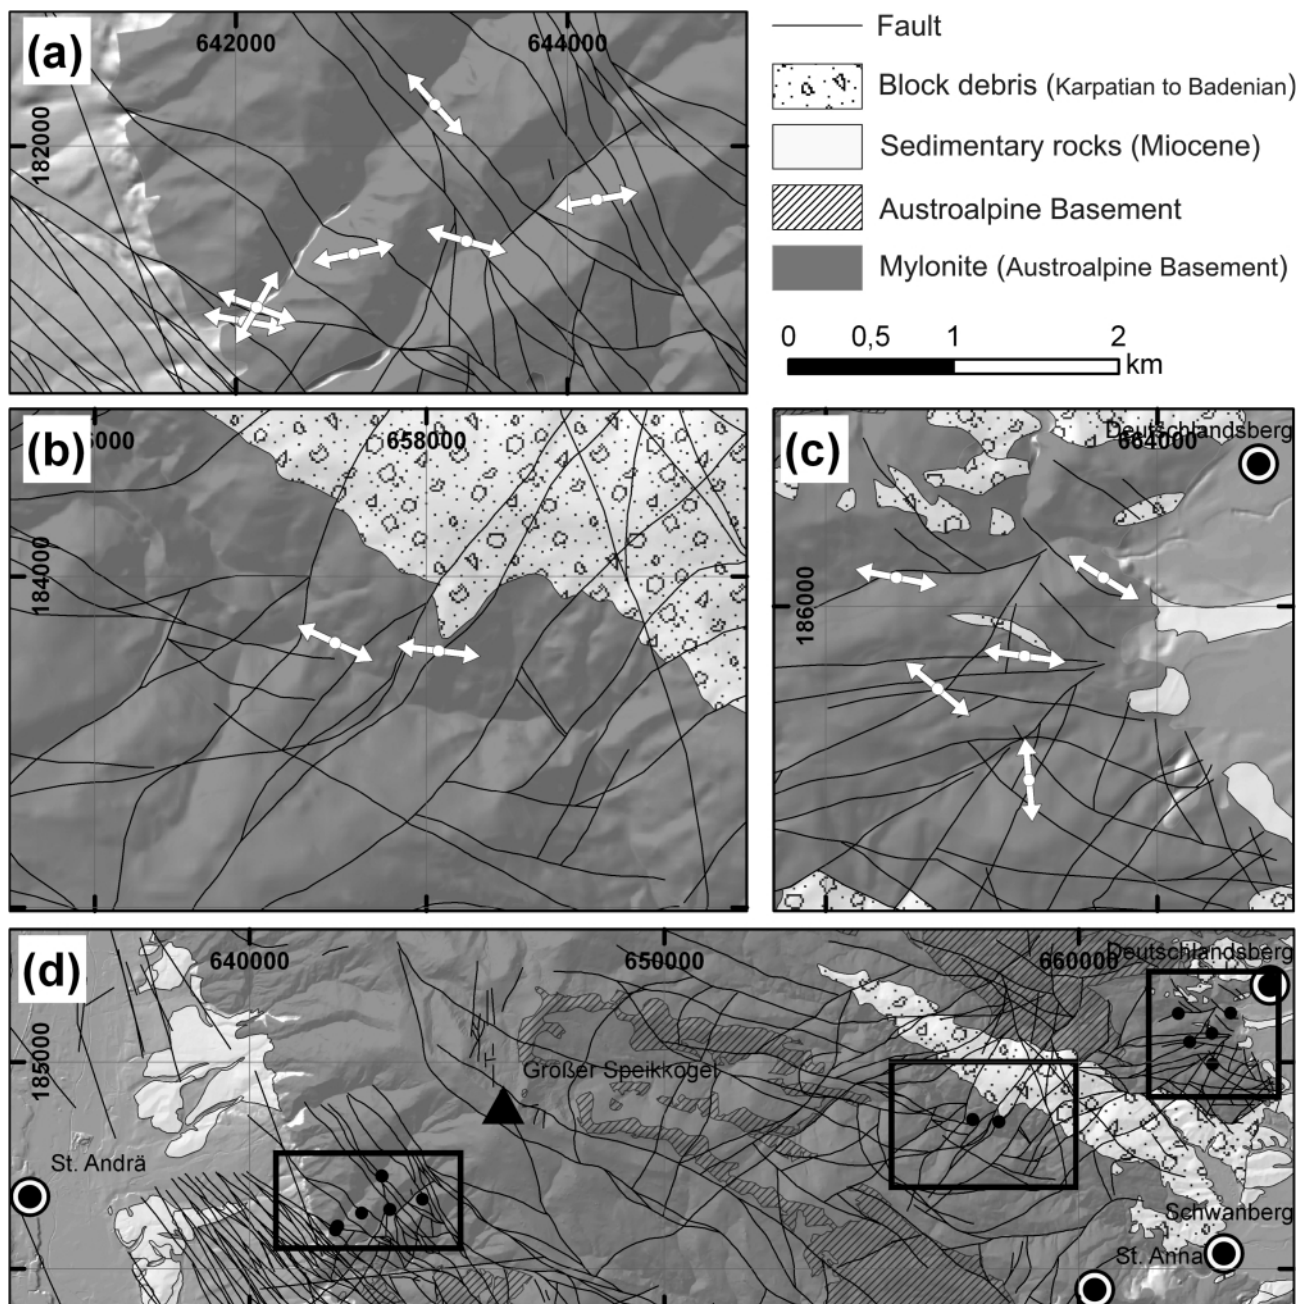 (a)
642000
644000
182000
Fault
Block debris (Karpatian to Badenian)
Sedimentary rocks (Miocene)
Austroalpine Basement
Mylonite (Austroalpine Basement)
0
0,5
1
2
km
(b)
6000
658000
184000
(c)
Deutschlandsberg
664000
186000
(d)
640000
650000
660000
Deutschlandsberg
185000
Großer Speikkogel
St. Andrä
Schwanberg
St. Anna